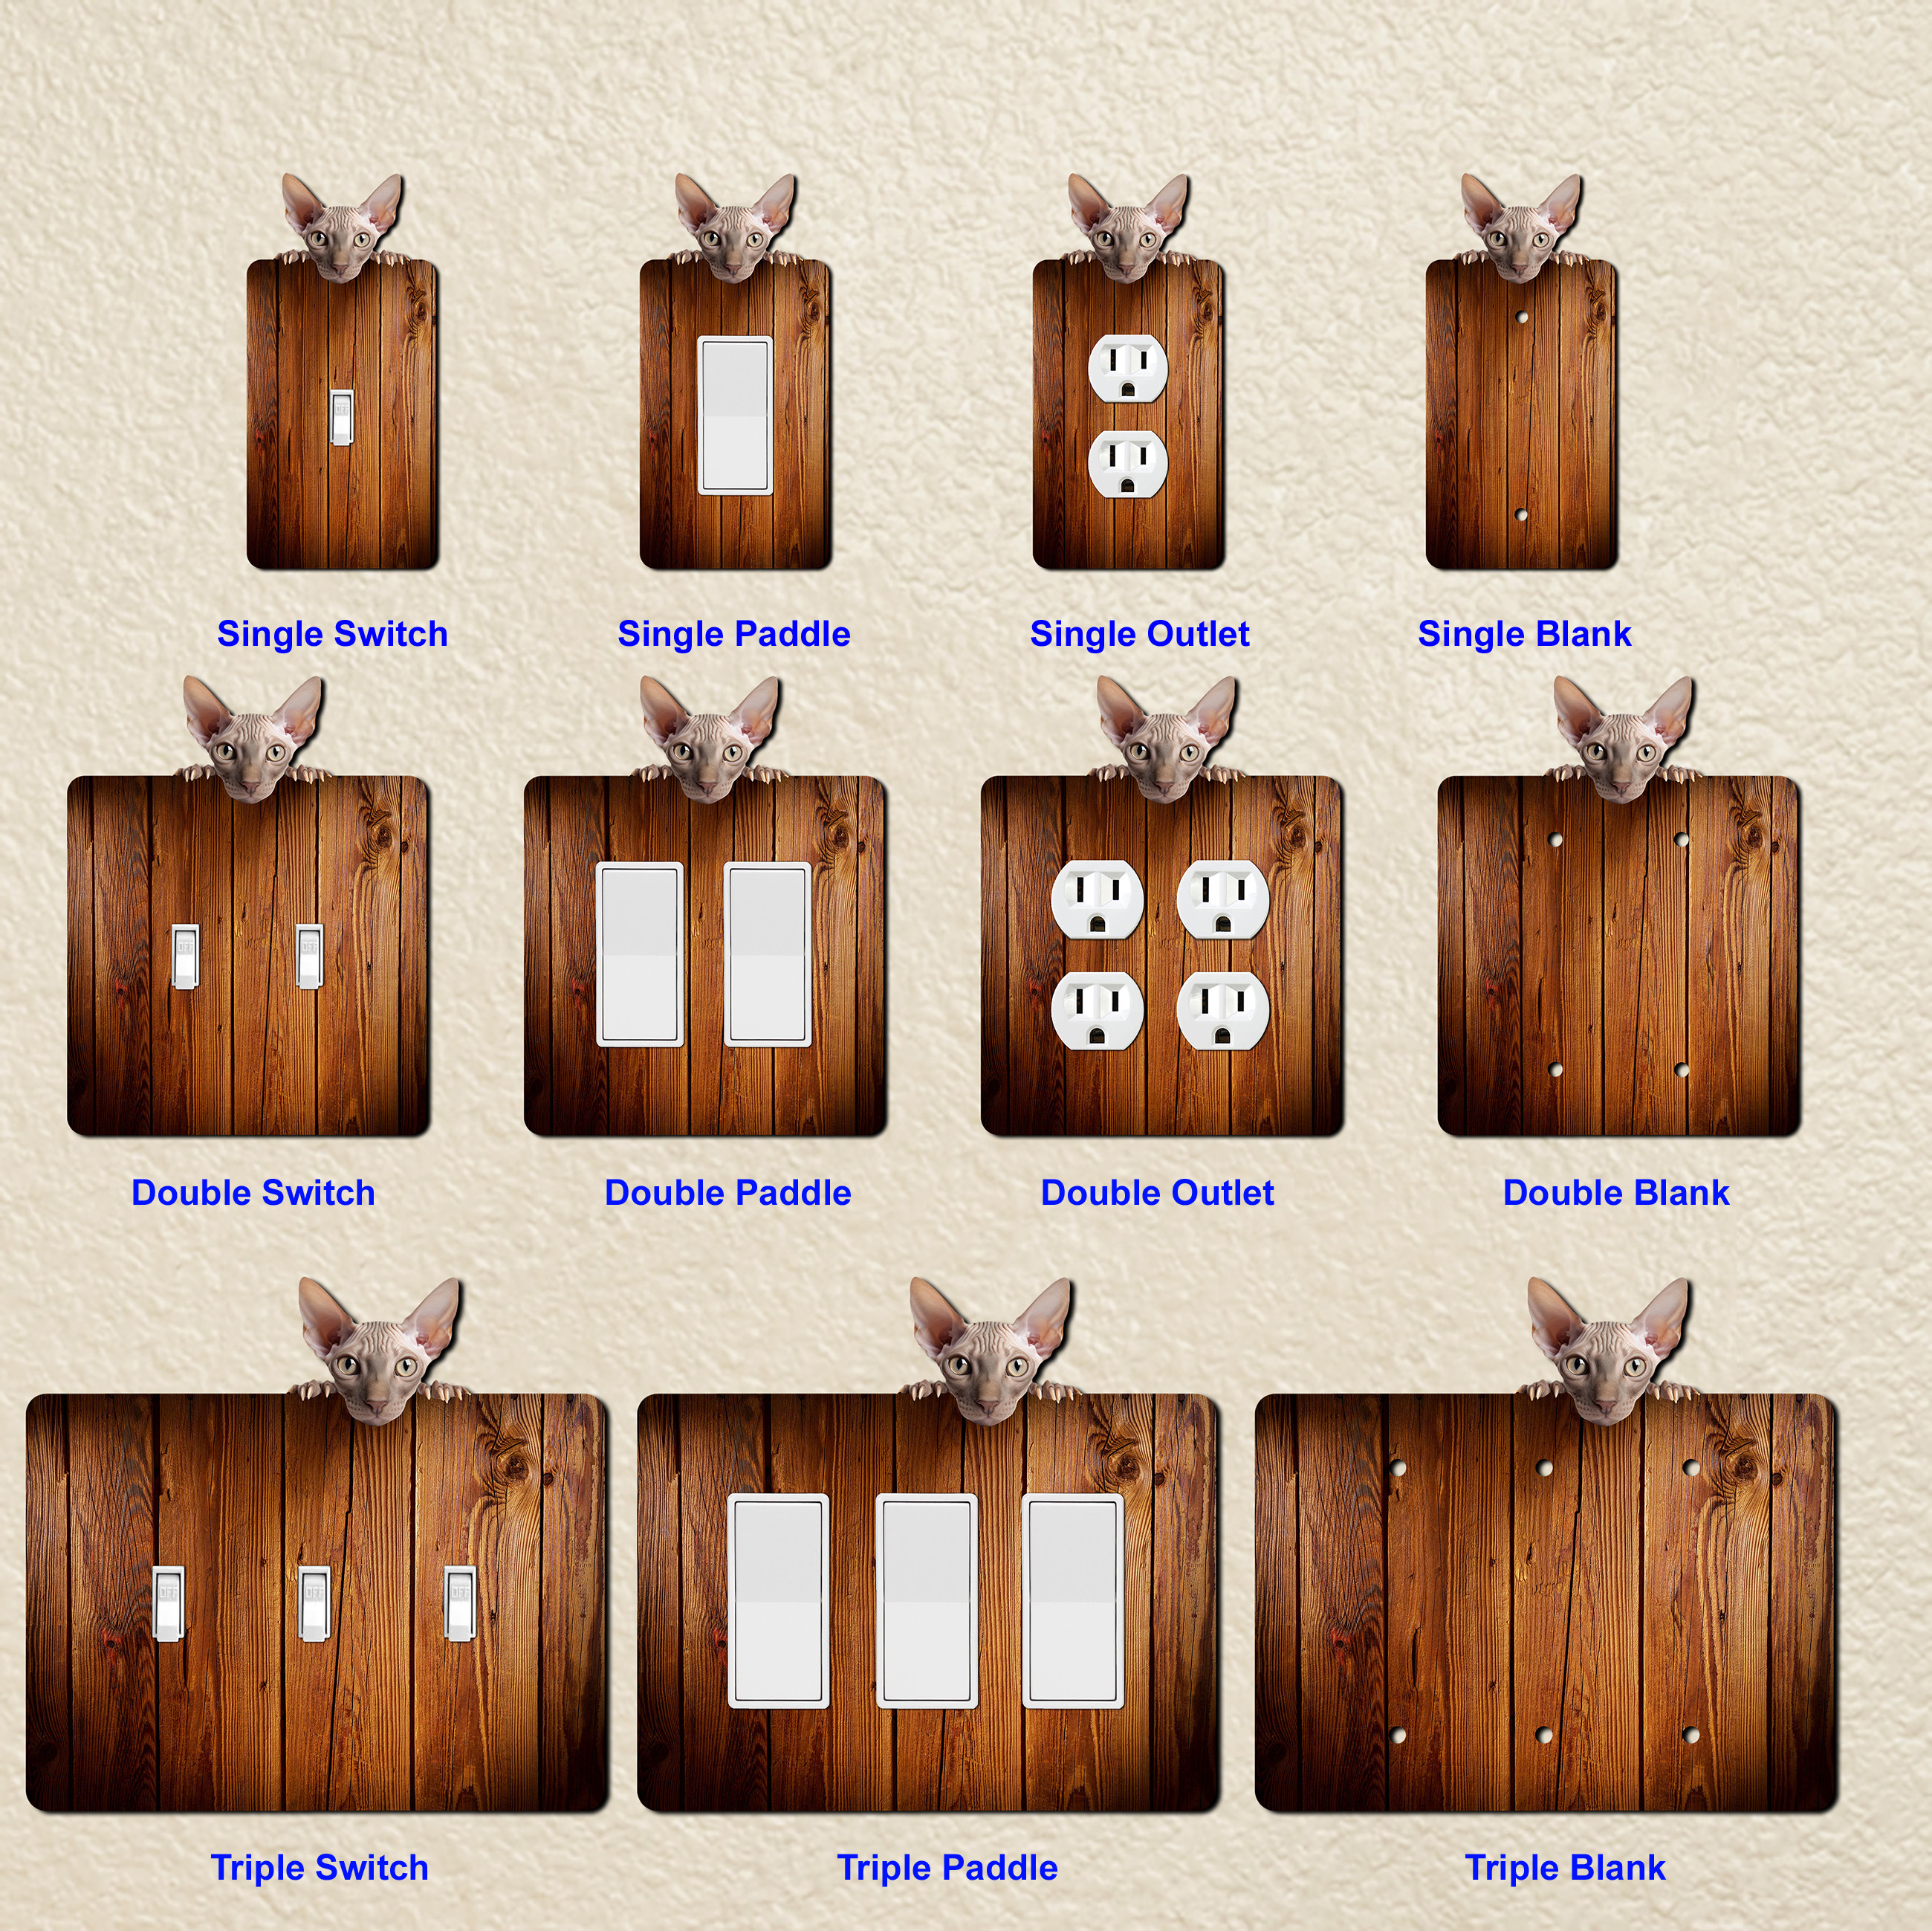 Single Switch Single Paddle Single Outlet Single Blank
OFF
Double Switch Double Paddle Double Outlet Double Blank
OFF OFF
Triple Switch Triple Paddle Triple Blank
OFF OFF OFF